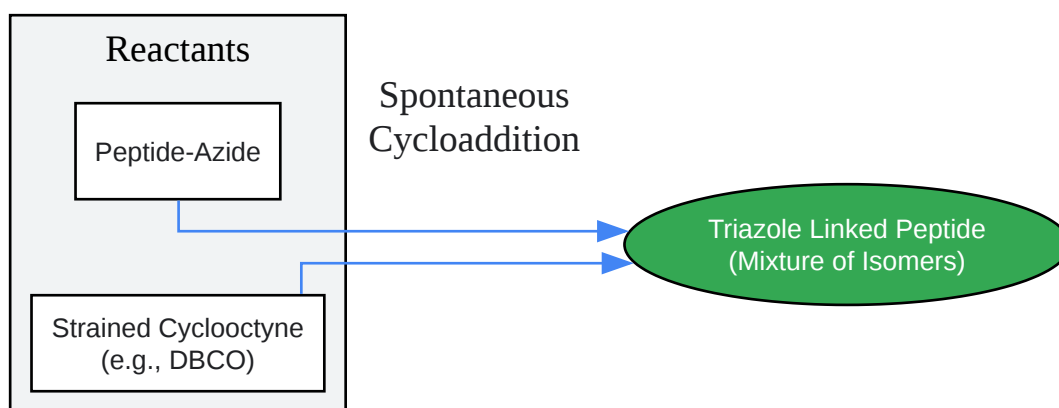 Reactants
Peptide-Azide
Strained Cyclooctyne
(e.g., DBCO)
Spontaneous
Cycloaddition
Triazole Linked Peptide
(Mixture of Isomers)